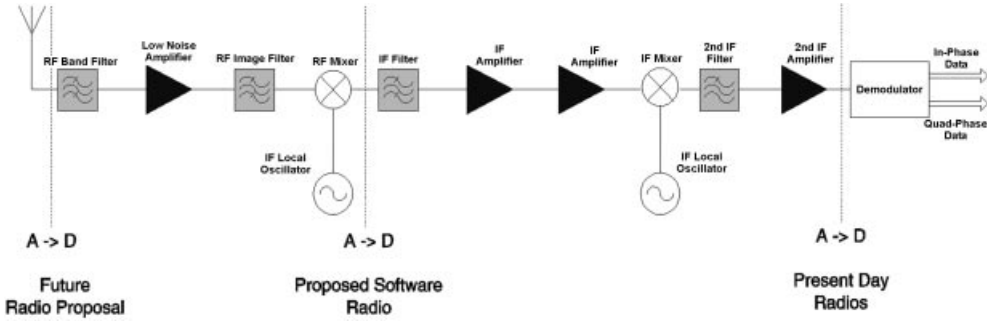 RF Band Filter
Low Noise
Amplifier
RF Image Filter
RF Mixer
IF Filter
IF
Amplifier
IF
Amplifier
IF Mixer
2nd IF
Filter
2nd IF
Amplifier
Demodulator
In-Phase
Data
Quad-Phase
Data
IF Local
Oscillator
IF Local
Oscillator
A -> D
Future
Radio Proposal
A -> D
Proposed Software
Radio
A -> D
Present Day
Radios